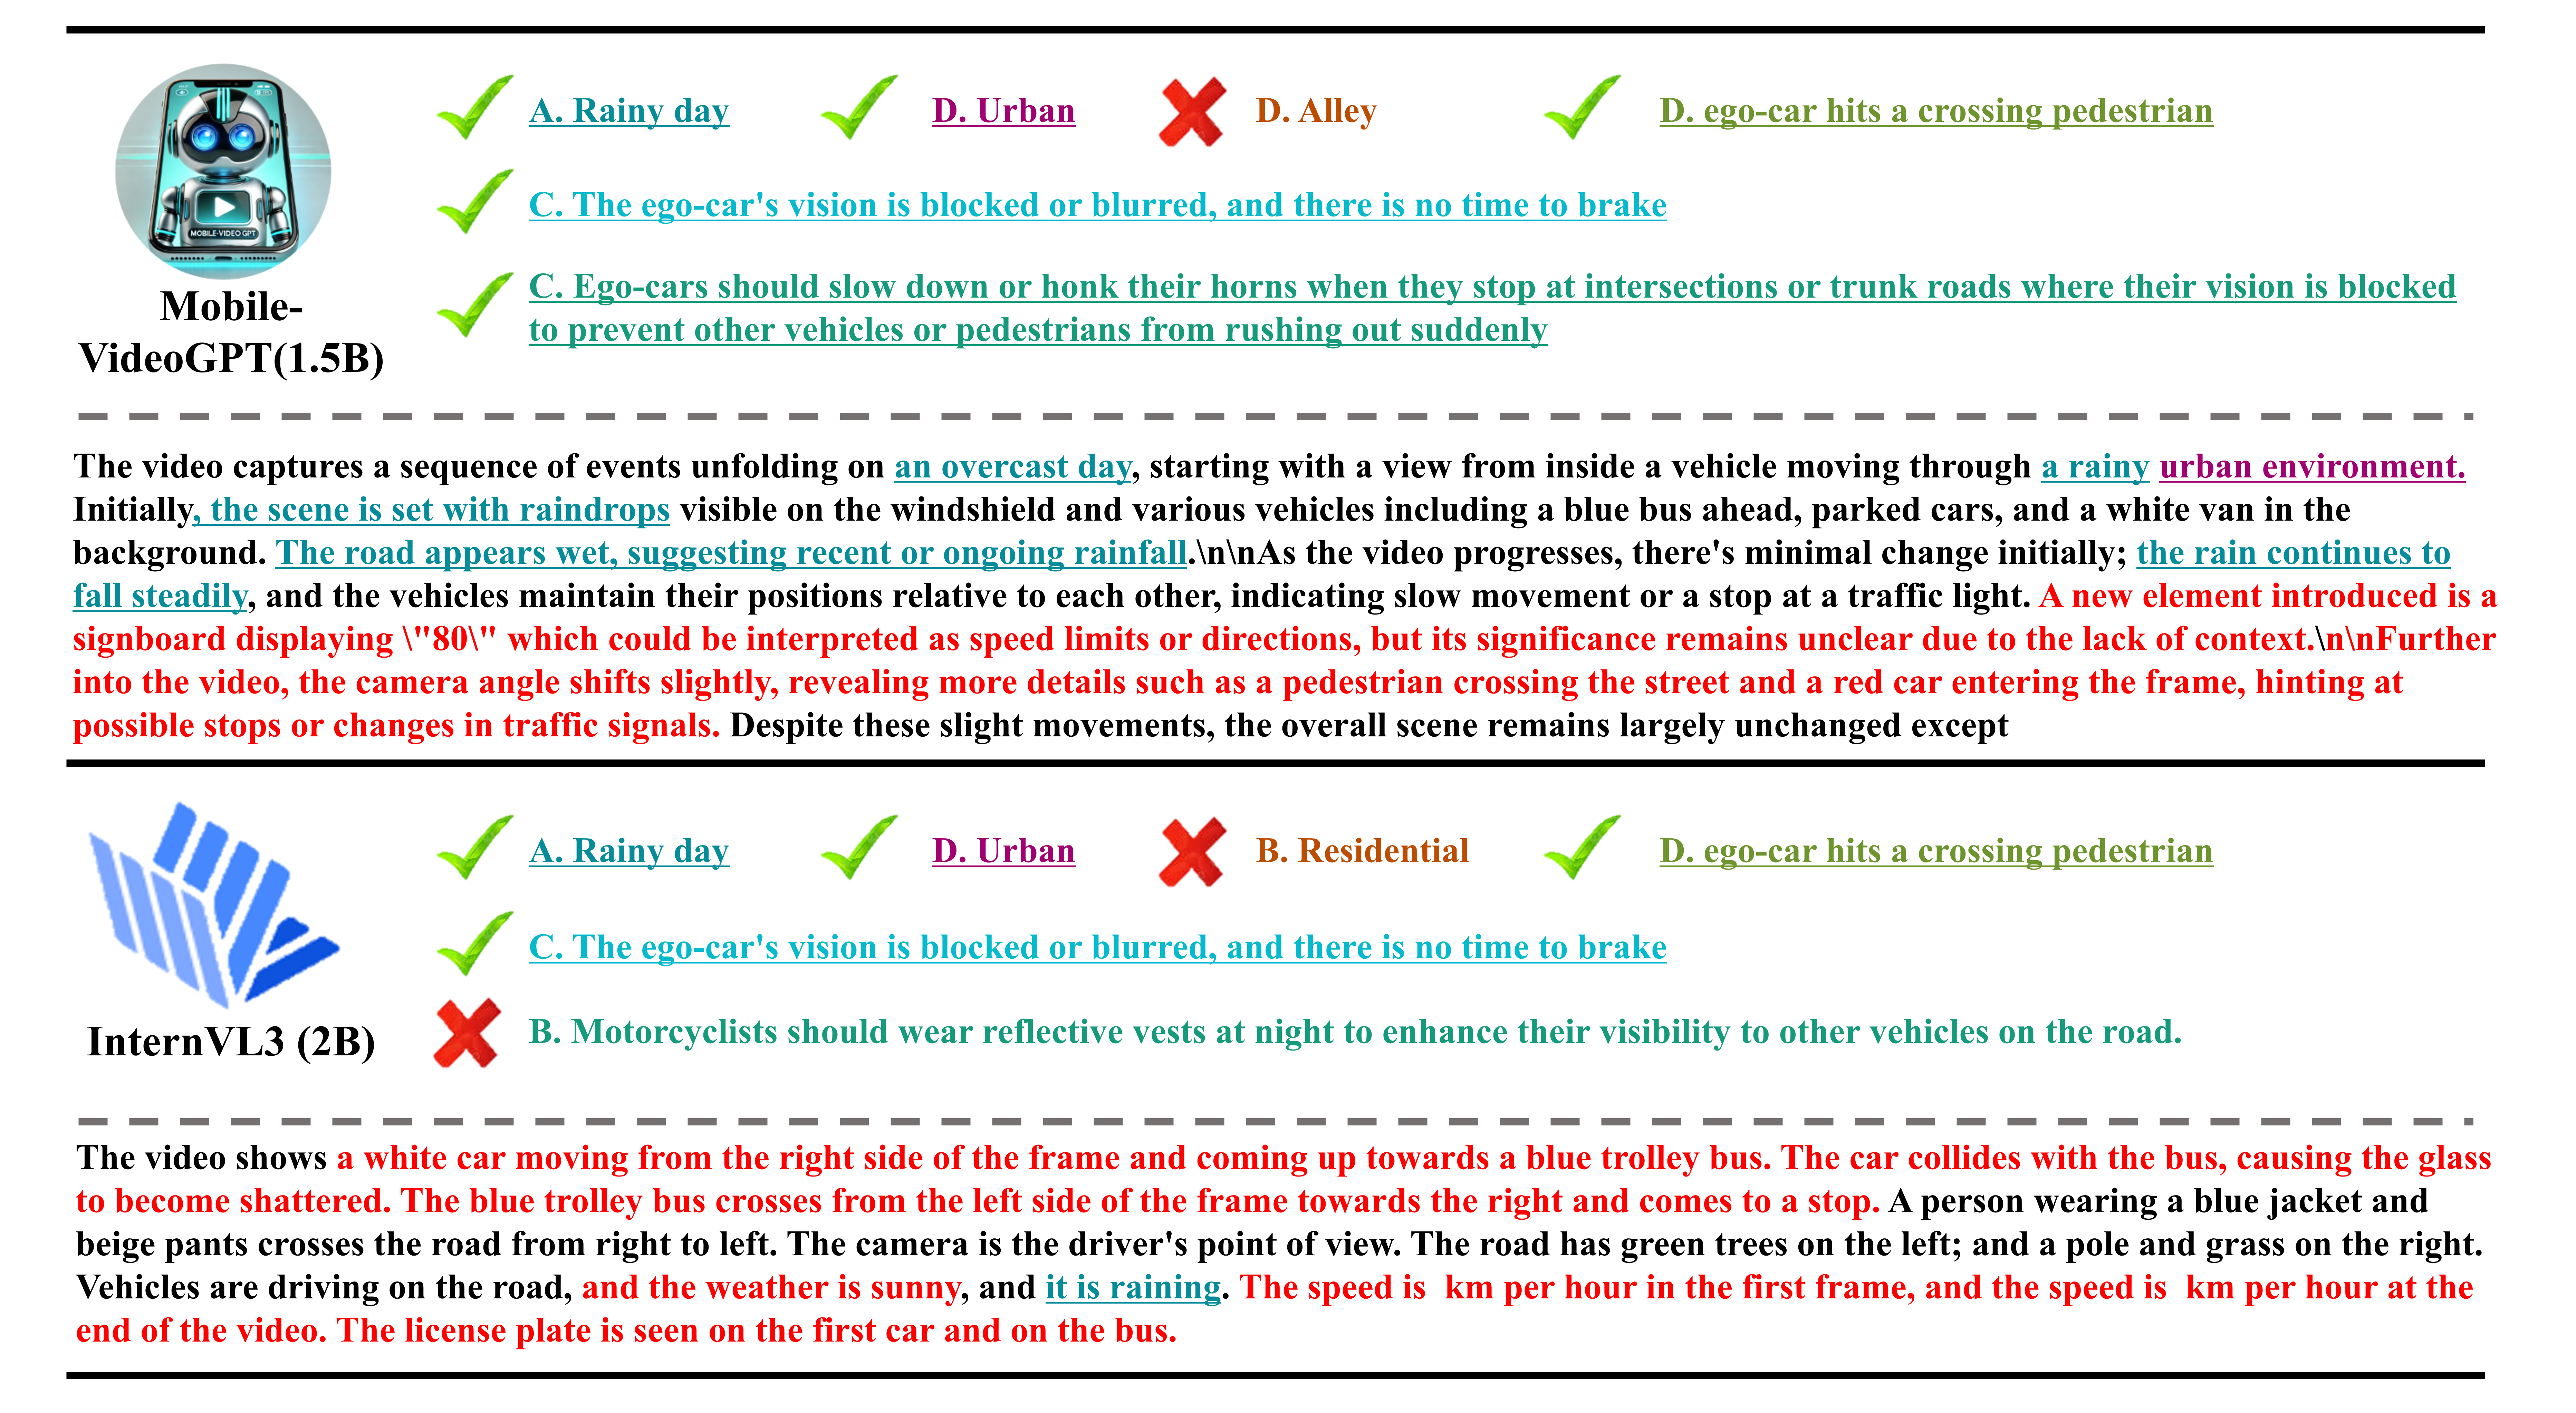 A. Rainy day D. Urban D. Alley D. ego-car hits a crossing pedestrian
C. The ego-car's vision is blocked or blurred, and there is no time to brake
MOBILE-VIDEO GPT
C. Ego-cars should slow down or honk their horns when they stop at intersections or trunk roads where their vision is blocked
to prevent other vehicles or pedestrians from rushing out suddenly
Mobile-
VideoGPT(1.5B)
The video captures a sequence of events unfolding on an overcast day, starting with a view from inside a vehicle moving through a rainy urban environment.
Initially, the scene is set with raindrops visible on the windshield and various vehicles including a blue bus ahead, parked cars, and a white van in the
background. The road appears wet, suggesting recent or ongoing rainfall.\n\nAs the video progresses, there's minimal change initially; the rain continues to
fall steadily, and the vehicles maintain their positions relative to each other, indicating slow movement or a stop at a traffic light. A new element introduced is a
signboard displaying \"80\" which could be interpreted as speed limits or directions, but its significance remains unclear due to the lack of context.\n\nFurther
into the video, the camera angle shifts slightly, revealing more details such as a pedestrian crossing the street and a red car entering the frame, hinting at
possible stops or changes in traffic signals. Despite these slight movements, the overall scene remains largely unchanged except
A. Rainy day D. Urban B. Residential D. ego-car hits a crossing pedestrian
C. The ego-car's vision is blocked or blurred, and there is no time to brake
B. Motorcyclists should wear reflective vests at night to enhance their visibility to other vehicles on the road.
InternVL3 (2B)
The video shows a white car moving from the right side of the frame and coming up towards a blue trolley bus. The car collides with the bus, causing the glass
to become shattered. The blue trolley bus crosses from the left side of the frame towards the right and comes to a stop. A person wearing a blue jacket and
beige pants crosses the road from right to left. The camera is the driver's point of view. The road has green trees on the left; and a pole and grass on the right.
Vehicles are driving on the road, and the weather is sunny, and it is raining. The speed is  km per hour in the first frame, and the speed is  km per hour at the
end of the video. The license plate is seen on the first car and on the bus.